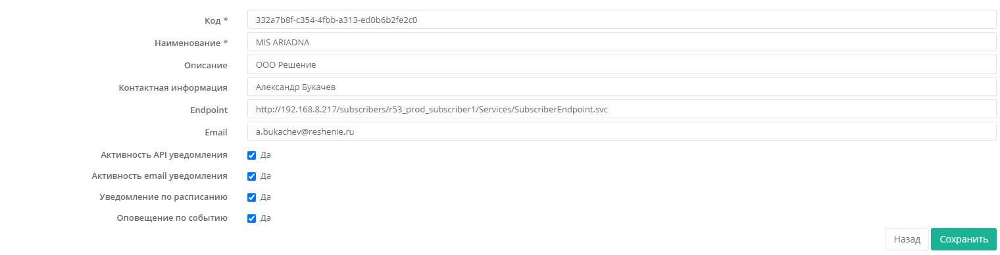 Код * 332a7b8f-c354-4fbb-a313-ed0b6b2fe2c0
Наименование * MIS ARIADNA
Описание ООО Решение
Контактная информация Александр Букачев
Endpoint http://192.168.8.217/subscribers/r53_prod_subscriber1/Services/SubscriberEndpoint.svc
Email a.bukachev@reshenie.ru
Активность API уведомления Да
Активность email уведомления Да
Уведомление по расписанию Да
Оповещение по событию Да
Назад Сохранить